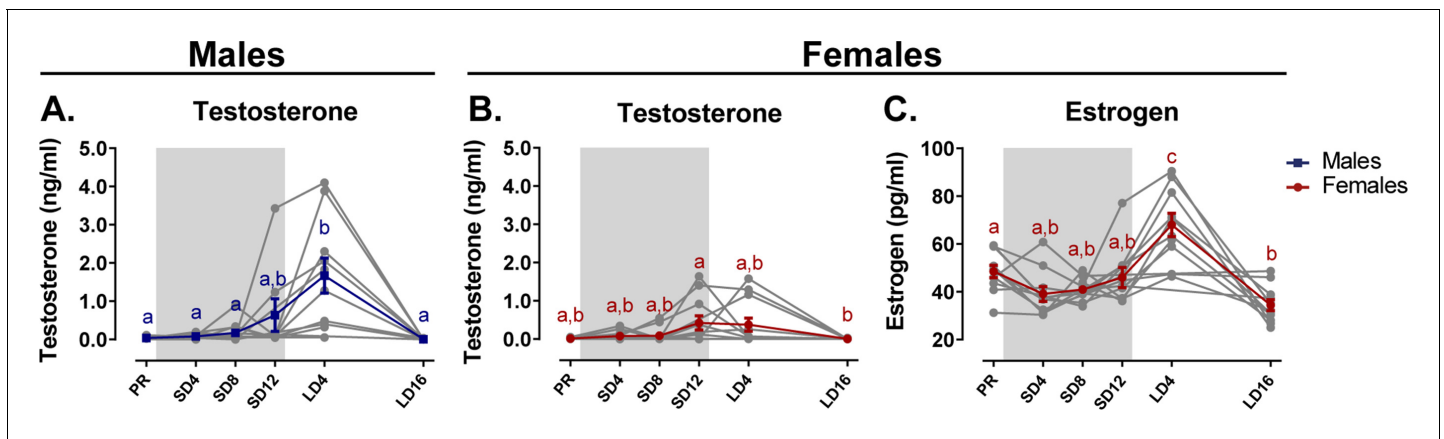 Males
Females
A.
Testosterone
Testosterone (ng/ml)
5.0
4.0
3.0
2.0
1.0
0.0
a
a
a
a,b
b
a
PR
SD4
SD8
SD12
LD4
LD16
B.
Testosterone
Testosterone (ng/ml)
5.0
4.0
3.0
2.0
1.0
0.0
a,b
a,b
a,b
a
a,b
b
PR
SD4
SD8
SD12
LD4
LD16
C.
Estrogen
Estrogen (pg/ml)
100
80
60
40
20
a
a,b
a,b
a,b
c
b
PR
SD4
SD8
SD12
LD4
LD16
Males
Females